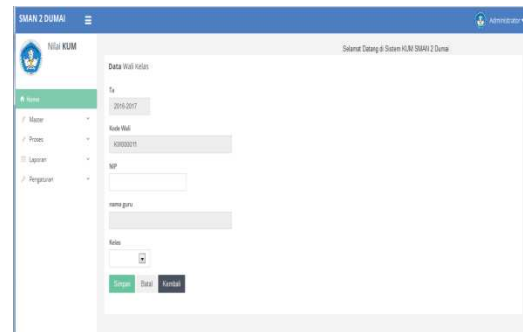 SMAN 2 DUMAI
Administrator
Nilai KUM
Selamat Datang di Sistem KUM SMAN 2 Dumai
Data Wali Kelas
Home
Ta
2016-2017
Master
Kode Wali
Proses
Laporan
NIP
Pengaturan
nama guru
Kelas
Simpan Batal Kembali